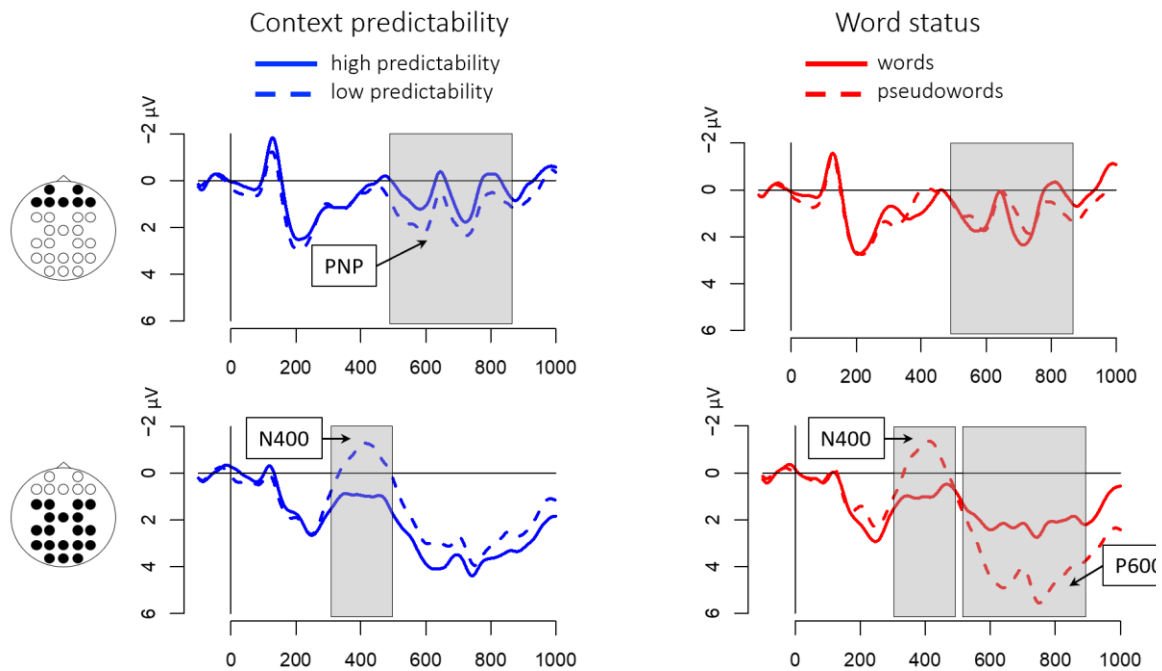 Context predictability
high predictability
low predictability
Word status
words
pseudowords
-2 µV
0
2
4
6
PNP
0 200 400 600 800 1000
-2 µV
0
2
4
6
0 200 400 600 800 1000
-2 µV
0
2
4
6
N400
0 200 400 600 800 1000
-2 µV
0
2
4
6
N400
P600
0 200 400 600 800 1000